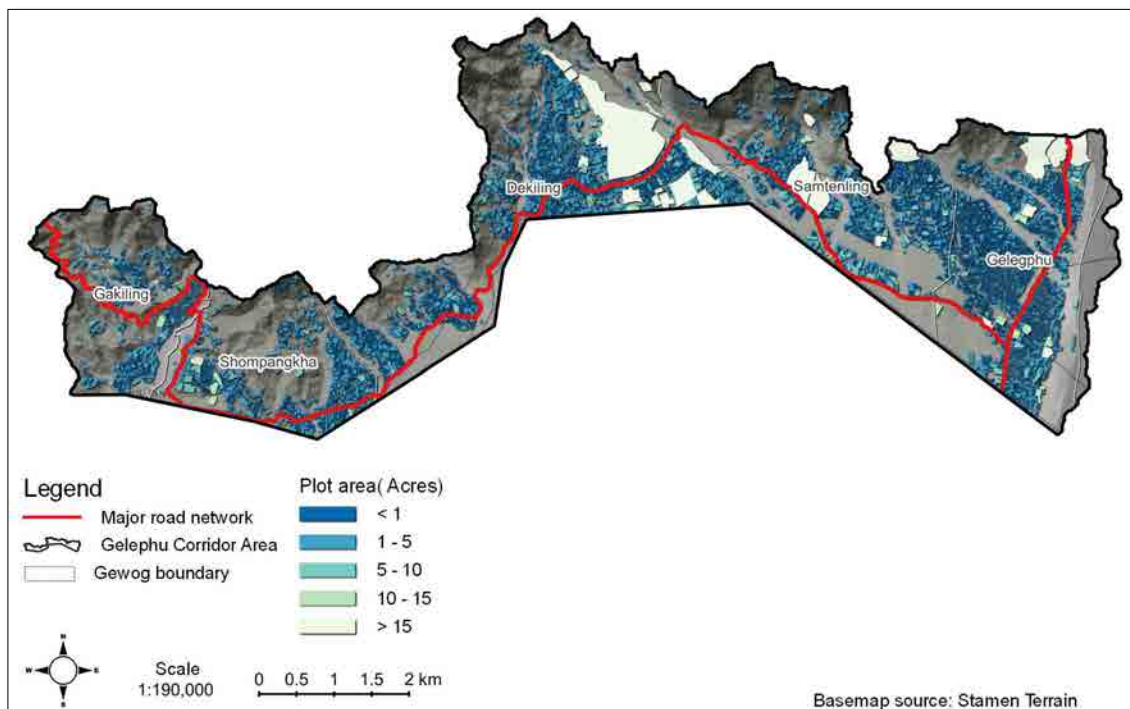 Dekiling
Samtenling
Gelegphu
Gakiling
Shompangkha
Legend
Major road network
Gelephu Corridor Area
Gewog boundary
Plot area( Acres)
< 1
1 - 5
5 - 10
10 - 15
> 15
N
W
E
S
Scale
1:190,000
0 0.5 1 1.5 2 km
Basemap source: Stamen Terrain